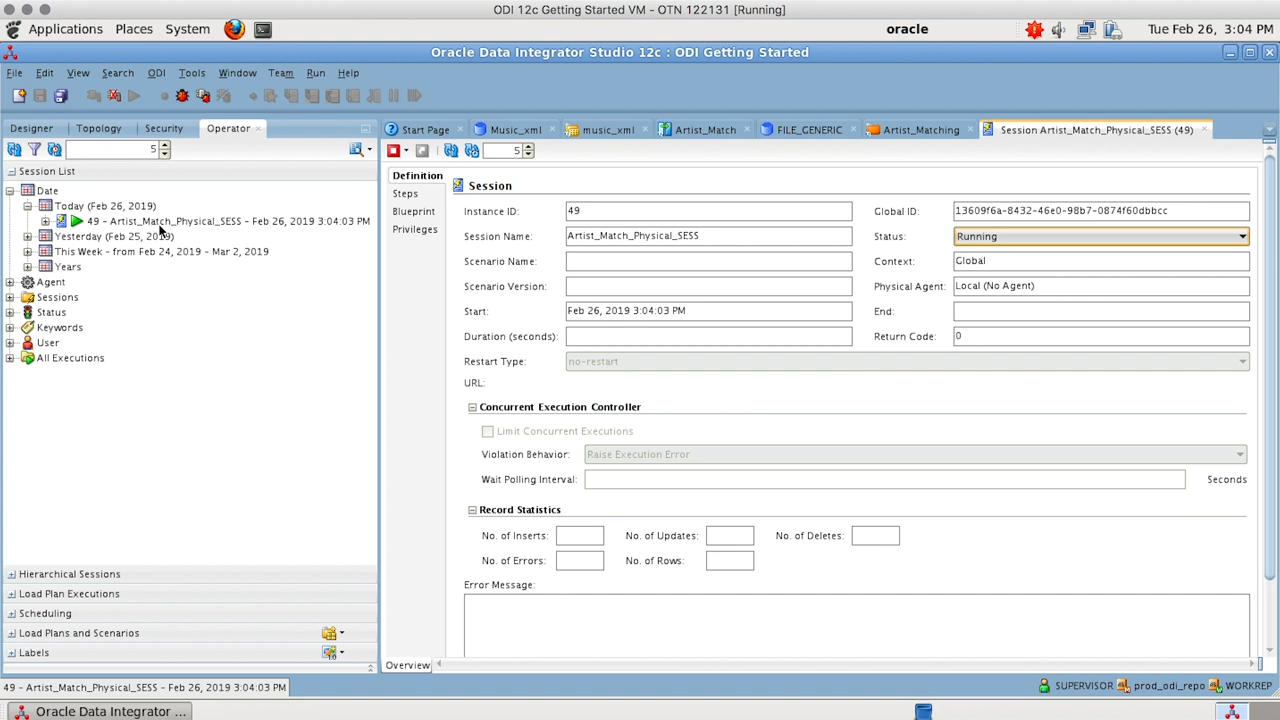 ODI 12c Getting Started VM - OTN 122131 [Running]
Applications Places System oracle Tue Feb 26, 3:04 PM
Oracle Data Integrator Studio 12c : ODI Getting Started
File Edit View Search ODI Tools Window Team Run Help
Designer Topology Security Operator
Start Page Music_xml music_xml Artist_Match FILE_GENERIC Artist_Matching Session Artist_Match_Physical_SESS (49)
5
5
Session List
Date
Today (Feb 26, 2019)
49 - Artist_Match_Physical_SESS - Feb 26, 2019 3:04:03 PM
Yesterday (Feb 25, 2019)
This Week - from Feb 24, 2019 - Mar 2, 2019
Years
Agent
Sessions
Status
Keywords
User
All Executions
Hierarchical Sessions
Load Plan Executions
Scheduling
Load Plans and Scenarios
Labels
Definition
Steps
Blueprint
Privileges
Session
Instance ID: 49 Global ID: 13609f6a-8432-46e0-98b7-0874f60dbbcc
Session Name: Artist_Match_Physical_SESS Status: Running
Scenario Name: Context: Global
Scenario Version: Physical Agent: Local (No Agent)
Start: Feb 26, 2019 3:04:03 PM End:
Duration (seconds): Return Code: 0
Restart Type: no-restart
URL:
Concurrent Execution Controller
Limit Concurrent Executions
Violation Behavior: Raise Execution Error
Wait Polling Interval: Seconds
Record Statistics
No. of Inserts: No. of Updates: No. of Deletes:
No. of Errors: No. of Rows:
Error Message:
Overview
49 - Artist_Match_Physical_SESS - Feb 26, 2019 3:04:03 PM
SUPERVISOR prod_odi_repo WORKREP
Oracle Data Integrator ...